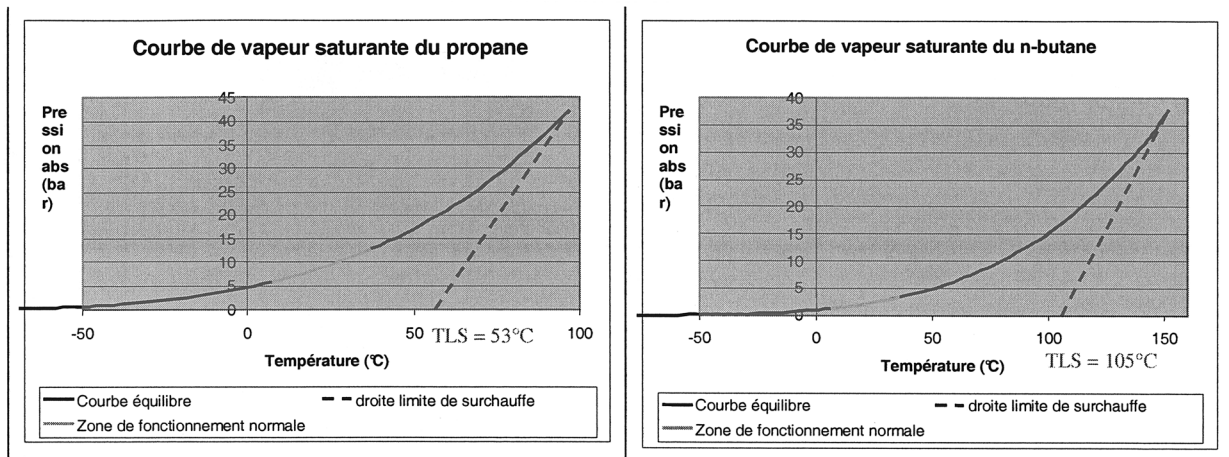 Courbe de vapeur saturante du propane
Pre
ssi
on
abs
(ba
r)
45
40
35
30
25
20
15
10
5
0
-50
0
50
100
TLS = 53°C
Température (°C)
Courbe équilibre
droite limite de surchauffe
Zone de fonctionnement normale
Courbe de vapeur saturante du n-butane
Pre
ssi
on
abs
(ba
r)
40
35
30
25
20
15
10
5
0
-50
0
50
100
150
Température (°C)
TLS = 105°C
Courbe équilibre
droite limite de surchauffe
Zone de fonctionnement normale